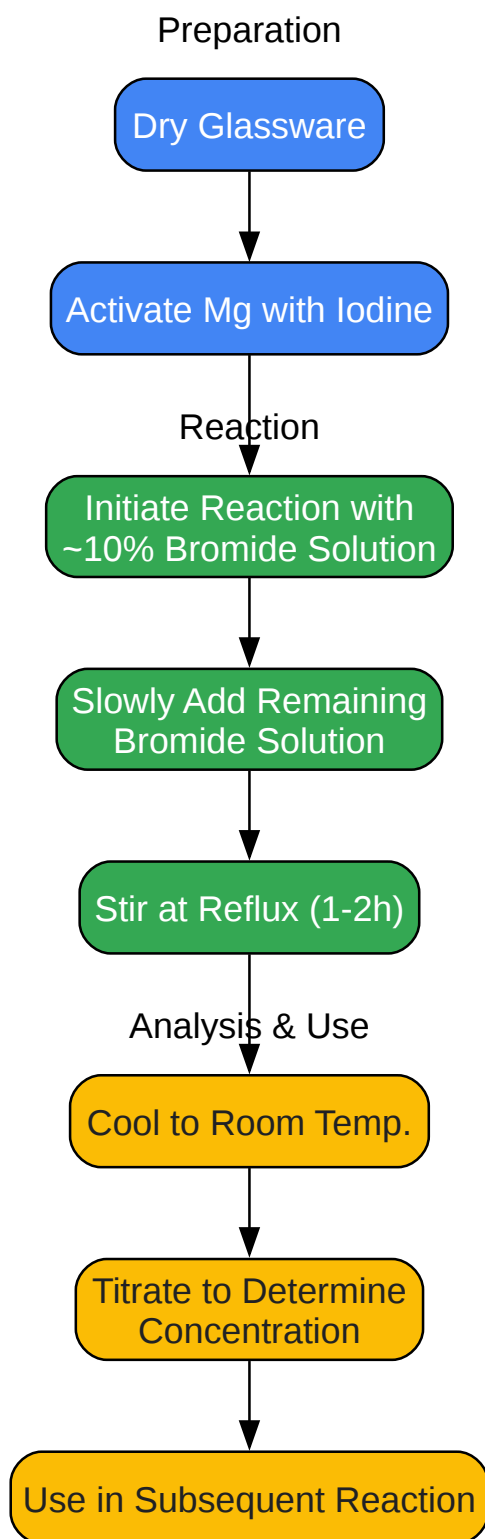 Preparation
Dry Glassware
Activate Mg with Iodine
Reaction
Initiate Reaction with
~10% Bromide Solution
Slowly Add Remaining
Bromide Solution
Stir at Reflux (1-2h)
Analysis & Use
Cool to Room Temp.
Titrate to Determine
Concentration
Use in Subsequent Reaction